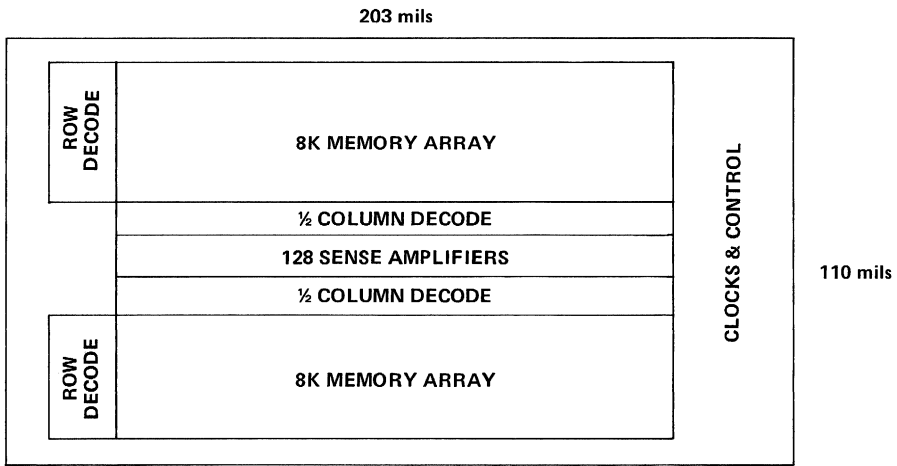 203 mils
ROW
DECODE
8K MEMORY ARRAY
½ COLUMN DECODE
128 SENSE AMPLIFIERS
½ COLUMN DECODE
CLOCKS & CONTROL
110 mils
ROW
DECODE
8K MEMORY ARRAY